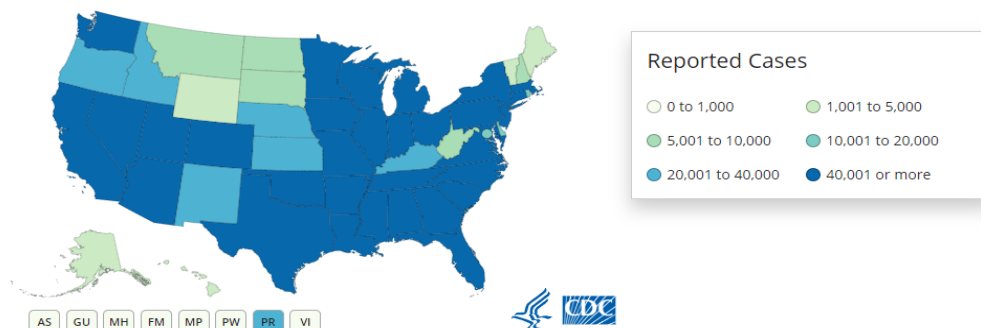 Reported Cases
0 to 1,000
1,001 to 5,000
5,001 to 10,000
10,001 to 20,000
20,001 to 40,000
40,001 or more
AS GU MH FM MP PW PR VI
CDC